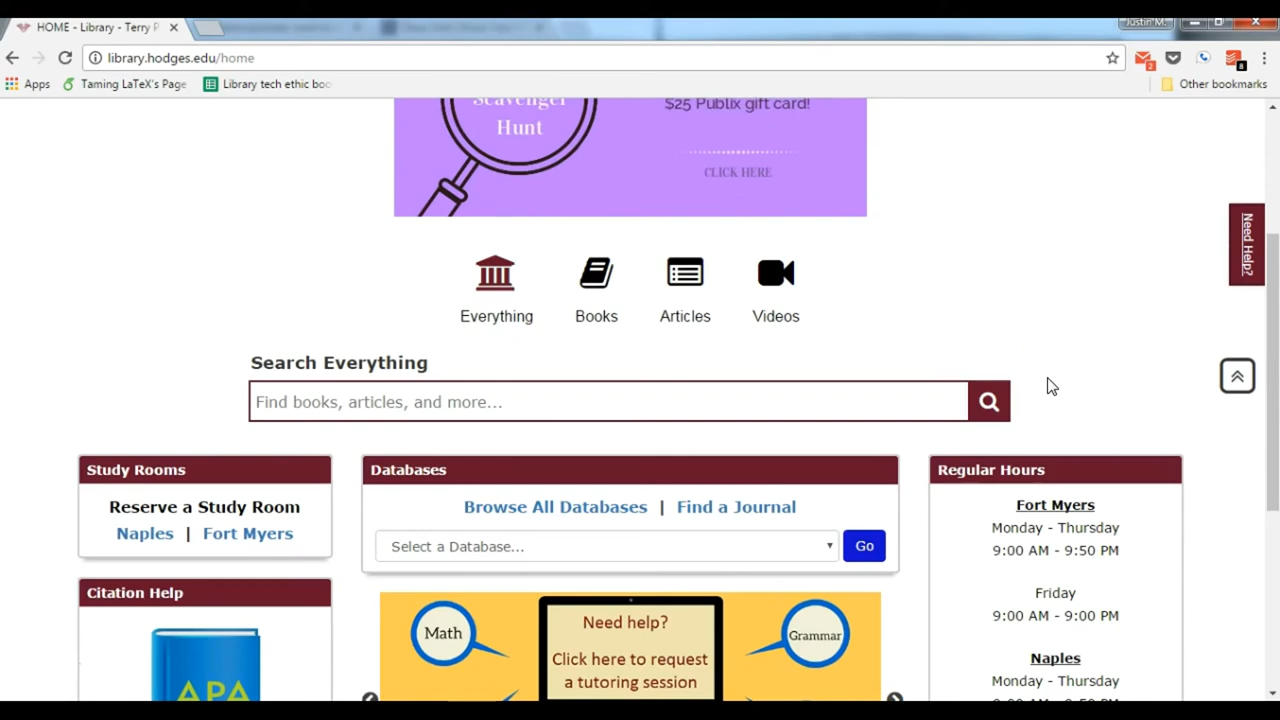 HOME - Library - Terry P
Justin M.
library.hodges.edu/home
2
8
Apps
Taming LaTeX's Page
Library tech ethic boo
Other bookmarks
Scavenger
Hunt
$25 Publix gift card!
CLICK HERE
Need Help?
Everything
Books
Articles
Videos
Search Everything
Find books, articles, and more...
Study Rooms
Reserve a Study Room
Naples | Fort Myers
Citation Help
APA
Databases
Browse All Databases | Find a Journal
Select a Database...
Go
Math
Need help?
Click here to request
a tutoring session
Grammar
Regular Hours
Fort Myers
Monday - Thursday
9:00 AM - 9:50 PM
Friday
9:00 AM - 9:00 PM
Naples
Monday - Thursday